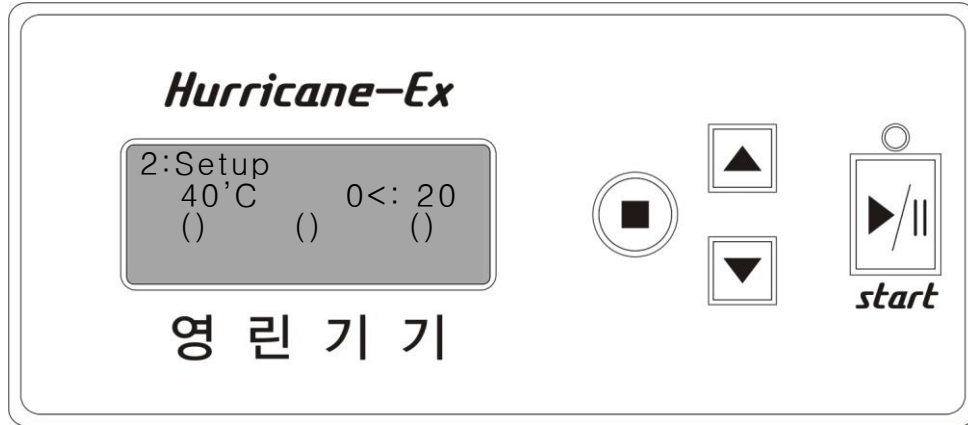 Hurricane-Ex
2:Setup
40'C 0<: 20
() () ()
영 린 기 기
start